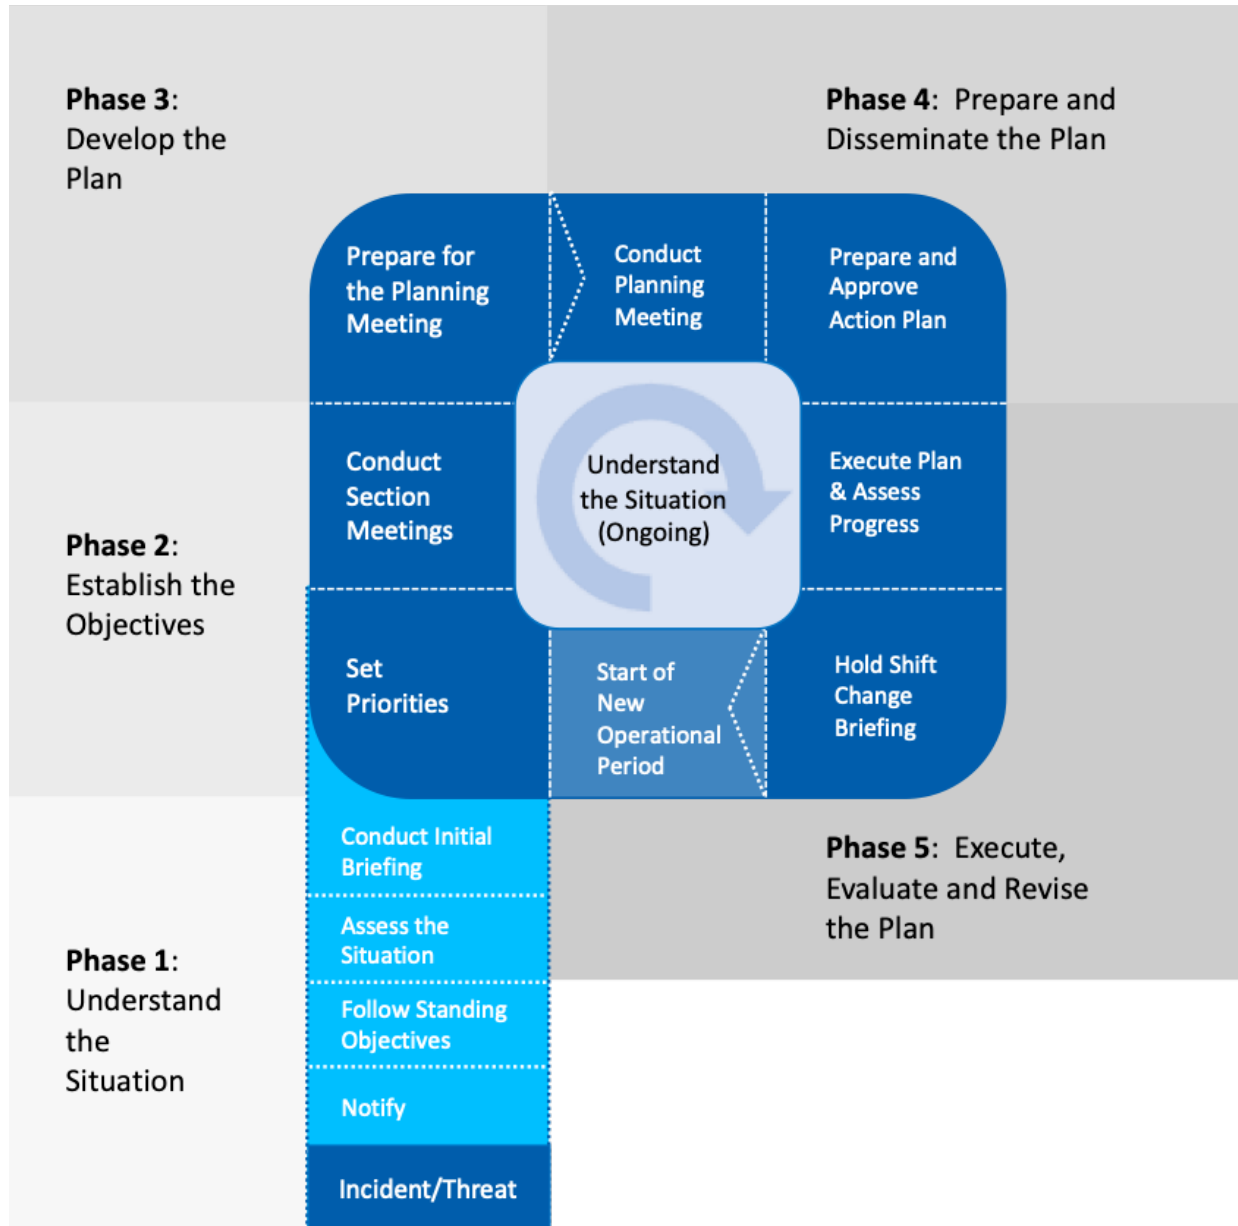 Phase 3:
Develop the
Plan
Phase 4:  Prepare and
Disseminate the Plan
Prepare for
the Planning
Meeting
Conduct
Planning
Meeting
Prepare and
Approve
Action Plan
Phase 2:
Establish the
Objectives
Conduct
Section
Meetings
Understand
the Situation
(Ongoing)
Execute Plan
& Assess
Progress
Set
Priorities
Start of
New
Operational
Period
Hold Shift
Change
Briefing
Phase 5:  Execute,
Evaluate and Revise
the Plan
Phase 1:
Understand
the
Situation
Conduct Initial
Briefing
Assess the
Situation
Follow Standing
Objectives
Notify
Incident/Threat